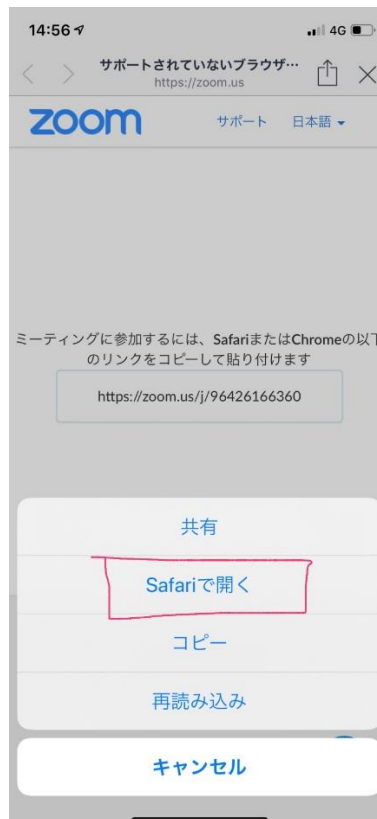 14:56
4G
サポートされていないブラウザ…
https://zoom.us
zoom サポート 日本語
ミーティングに参加するには、SafariまたはChromeの以下
のリンクをコピーして貼り付けます
https://zoom.us/j/96426166360
共有
Safariで開く
コピー
再読み込み
キャンセル